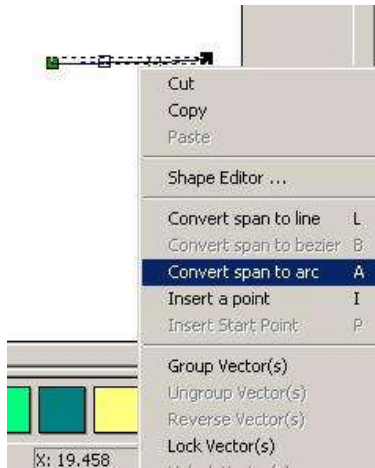 Cut
Copy
Paste
Shape Editor ...
Convert span to line L
Convert span to bezier B
Convert span to arc A
Insert a point I
Insert Start Point P
Group Vector(s)
Ungroup Vector(s)
Reverse Vector(s)
Lock Vector(s)
X: 19.458